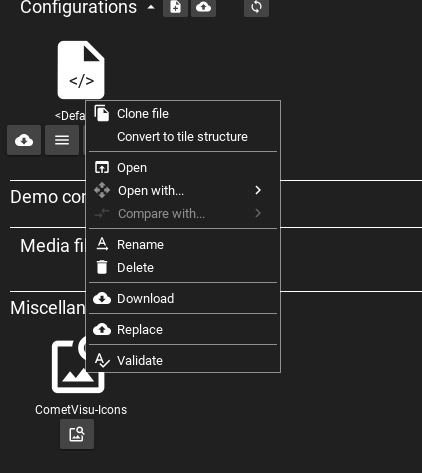 Configurations
</>
<Defa
Clone file
Convert to tile structure
Open
Open with...
Demo con
Compare with...
Media fi
Rename
Delete
Download
Miscellan
Replace
Validate
CometVisu-Icons